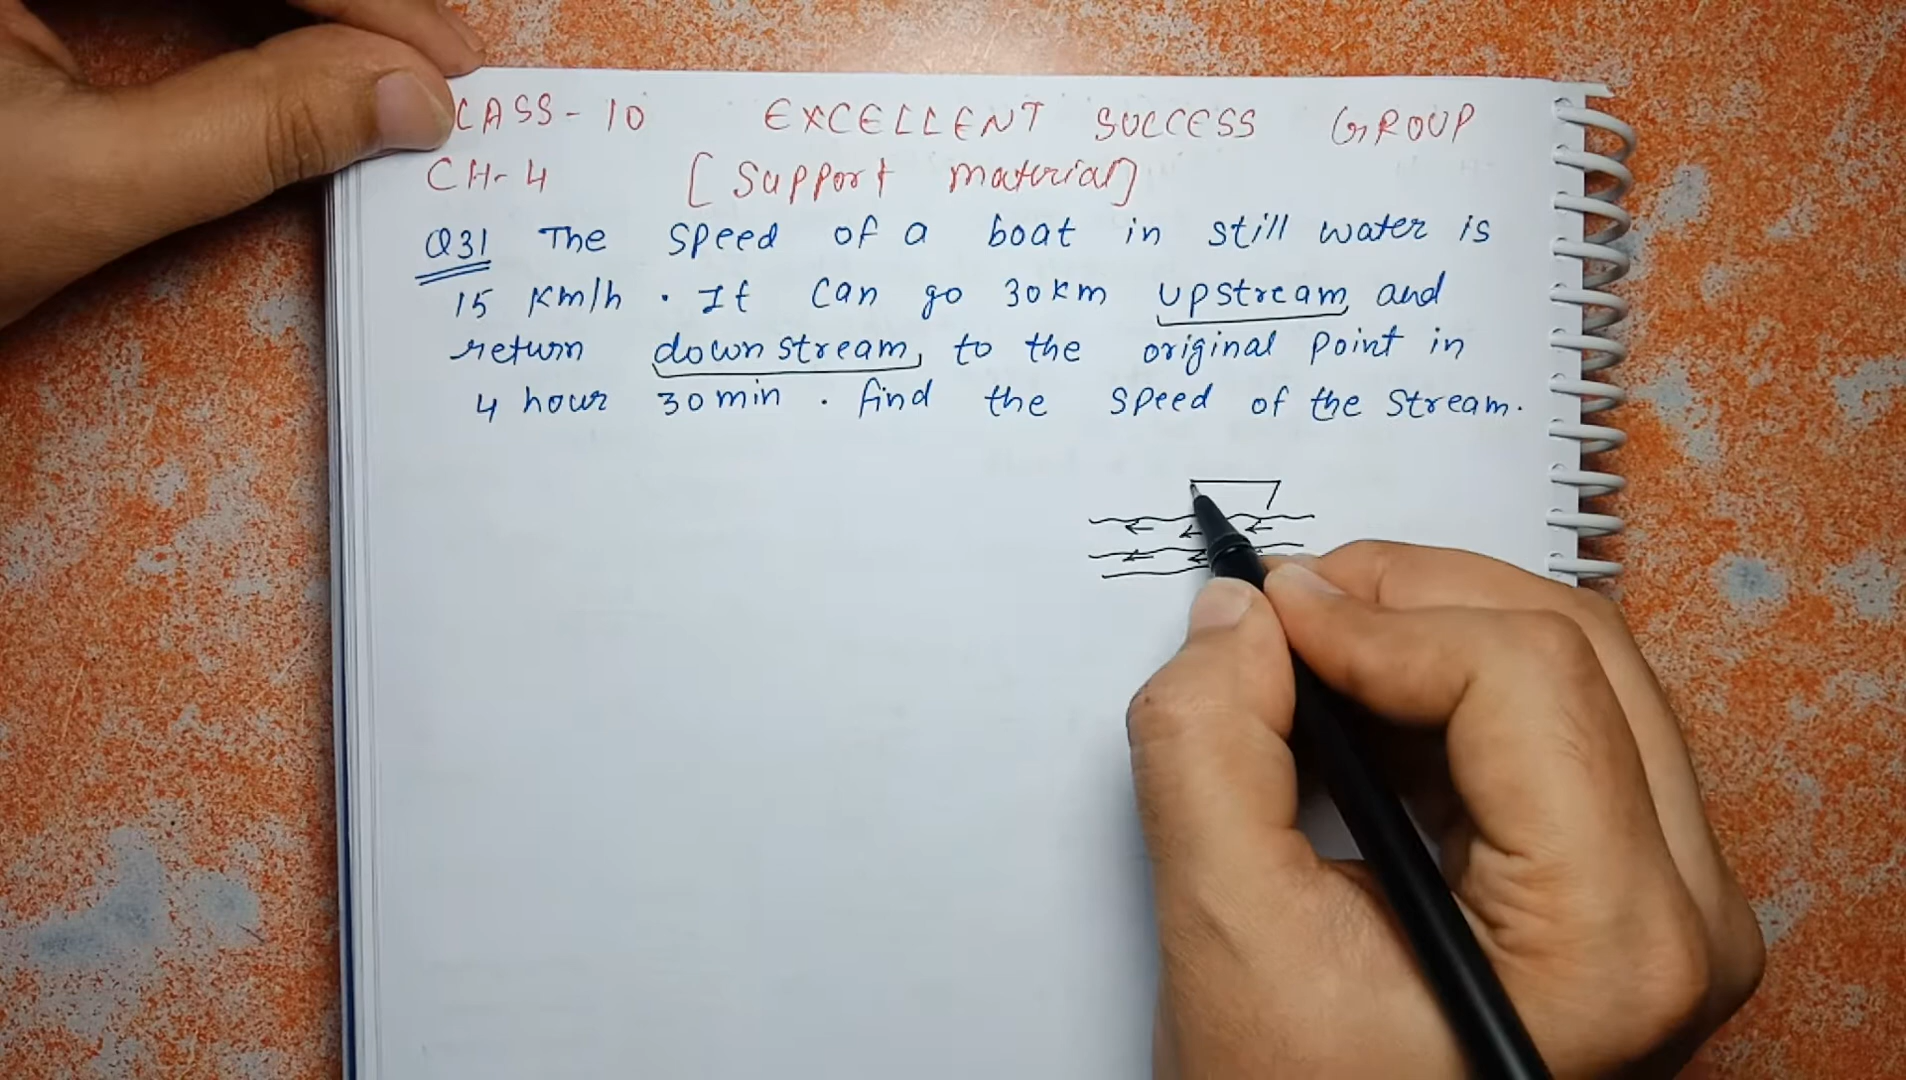 CASS-10 EXCELLENT SUCCESS GROUP
CH-4 [Support material]
Q31 The speed of a boat in still water is
15 Km/h . It can go 30km upstream and
return downstream, to the original point in
4 hour 30min . find the speed of the stream.